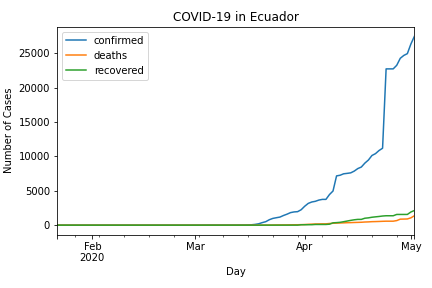 COVID-19 in Ecuador
confirmed
deaths
recovered
Number of Cases
25000
20000
15000
10000
5000
0
Feb
2020
Mar
Apr
May
Day